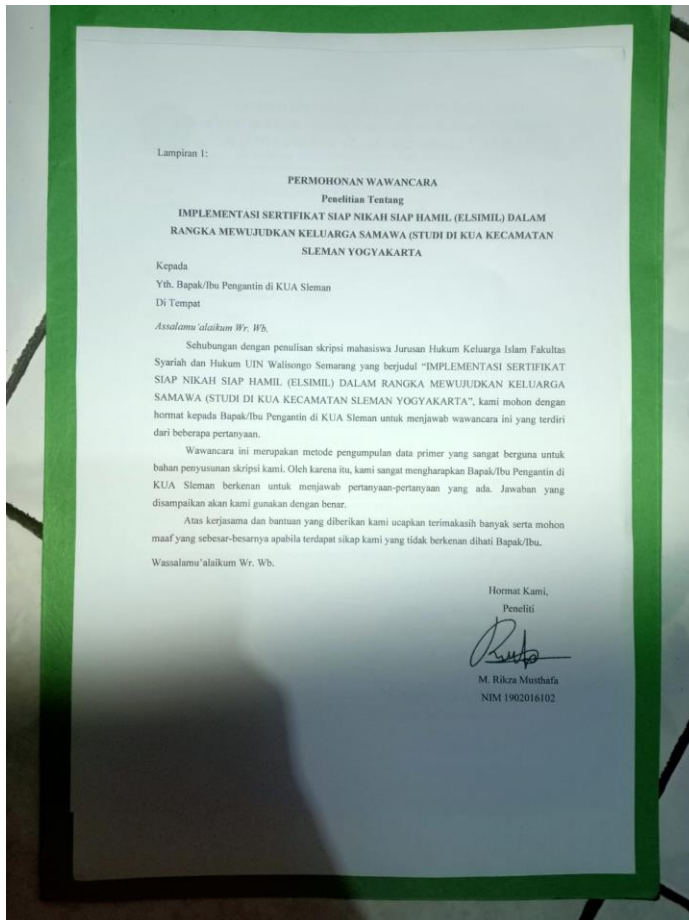 Lampiran 1:
PERMOHONAN WAWANCARA
Penelitian Tentang
IMPLEMENTASI SERTIFIKAT SIAP NIKAH SIAP HAMIL (ELSIMIL) DALAM
RANGKA MEWUJUDKAN KELUARGA SAMAWA (STUDI DI KUA KECAMATAN
SLEMAN YOGYAKARTA
Kepada
Yth. Bapak/Ibu Pengantin di KUA Sleman
Di Tempat
Assalamu'alaikum Wr. Wb.
Sehubungan dengan penulisan skripsi mahasiswa Jurusan Hukum Keluarga Islam Fakultas
Syariah dan Hukum UIN Walisongo Semarang yang berjudul “IMPLEMENTASI SERTIFIKAT
SIAP NIKAH SIAP HAMIL (ELSIMIL) DALAM RANGKA MEWUJUDKAN KELUARGA
SAMAWA (STUDI DI KUA KECAMATAN SLEMAN YOGYAKARTA”, kami mohon dengan
hormat kepada Bapak/Ibu Pengantin di KUA Sleman untuk menjawab wawancara ini yang terdiri
dari beberapa pertanyaan.
Wawancara ini merupakan metode pengumpulan data primer yang sangat berguna untuk
bahan penyusunan skripsi kami. Oleh karena itu, kami sangat mengharapkan Bapak/Ibu Pengantin di
KUA Sleman berkenan untuk menjawab pertanyaan-pertanyaan yang ada. Jawaban yang
disampaikan akan kami gunakan dengan benar.
Atas kerjasama dan bantuan yang diberikan kami ucapkan terimakasih banyak serta mohon
maaf yang sebesar-besarnya apabila terdapat sikap kami yang tidak berkenan dihati Bapak/Ibu.
Wassalamu'alaikum Wr. Wb.
Hormat Kami,
Peneliti
M. Rikza Musthafa
NIM 1902016102